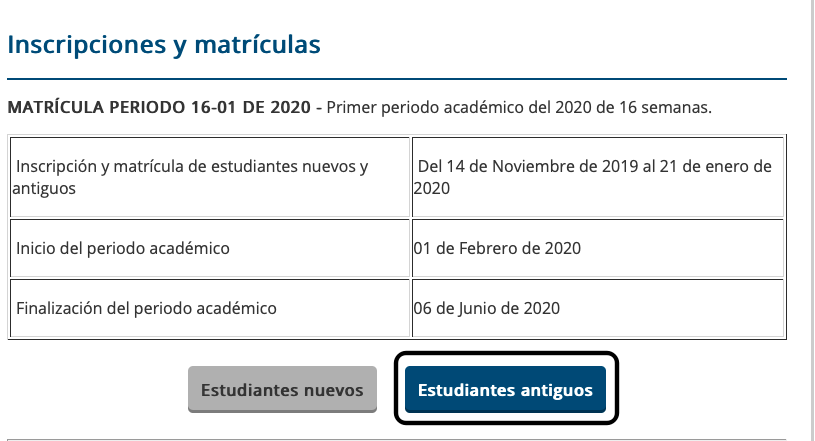 Inscripciones y matrículas
MATRÍCULA PERIODO 16-01 DE 2020 - Primer periodo académico del 2020 de 16 semanas.
Inscripción y matrícula de estudiantes nuevos y
antiguos
Del 14 de Noviembre de 2019 al 21 de enero de
2020
Inicio del periodo académico
01 de Febrero de 2020
Finalización del periodo académico
06 de Junio de 2020
Estudiantes nuevos
Estudiantes antiguos